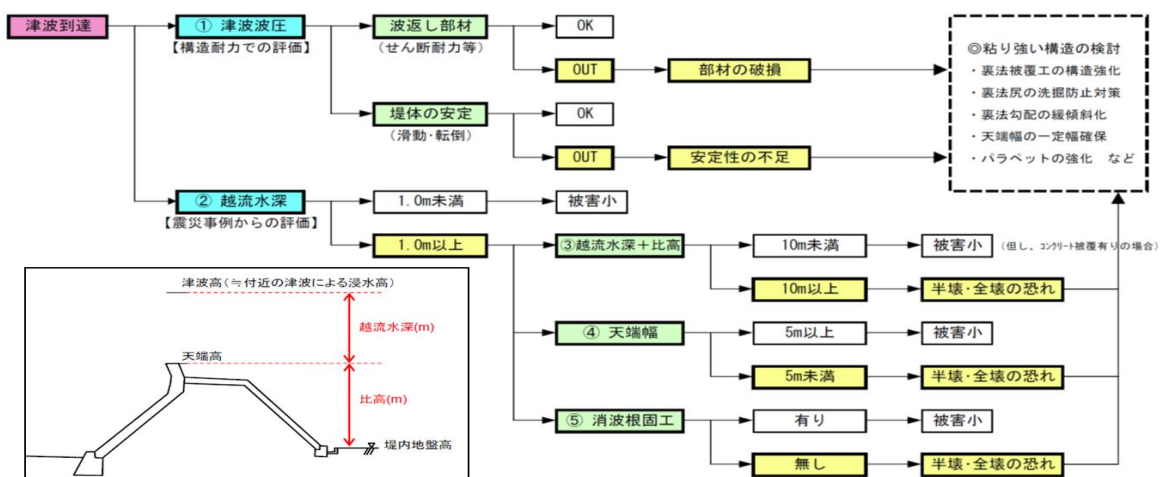 津波到達
① 津波波圧
【構造耐力での評価】
波返し部材
(せん断耐力等)
OK
OUT
部材の破損
堤体の安定
(滑動・転倒)
OK
OUT
安定性の不足
◎粘り強い構造の検討
・裏法被覆工の構造強化
・裏法尻の洗掘防止対策
・裏法勾配の緩傾斜化
・天端幅の一定幅確保
・パラペットの強化 など
② 越流水深
【震災事例からの評価】
1.0m未満
被害小
1.0m以上
③越流水深+比高
10m未満
被害小
(但し、コンクリート被覆有りの場合)
10m以上
半壊・全壊の恐れ
④ 天端幅
5m以上
被害小
5m未満
半壊・全壊の恐れ
⑤ 消波根固工
有り
被害小
無し
半壊・全壊の恐れ
津波高(≒付近の津波による浸水高)
越流水深(m)
天端高
比高(m)
堤内地盤高